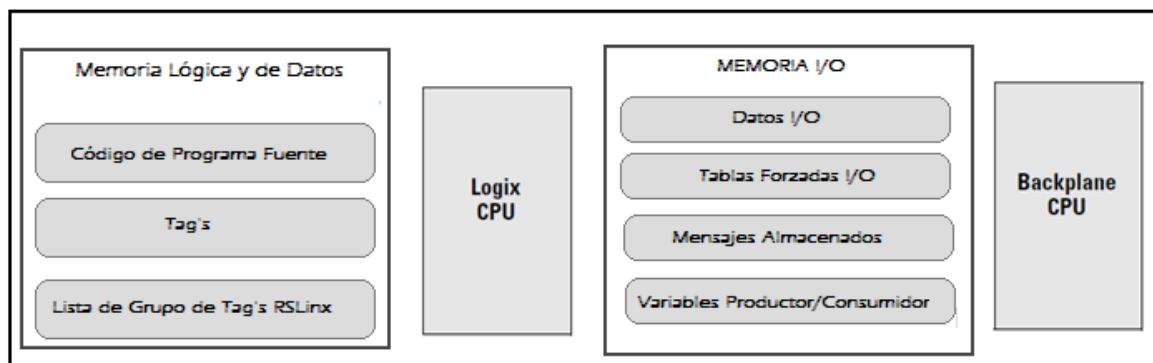 Memoria Lógica y de Datos
Código de Programa Fuente
Tag's
Lista de Grupo de Tag's RSLinx
Logix
CPU
MEMORIA I/O
Datos I/O
Tablas Forzadas I/O
Mensajes Almacenados
Variables Productor/Consumidor
Backplane
CPU